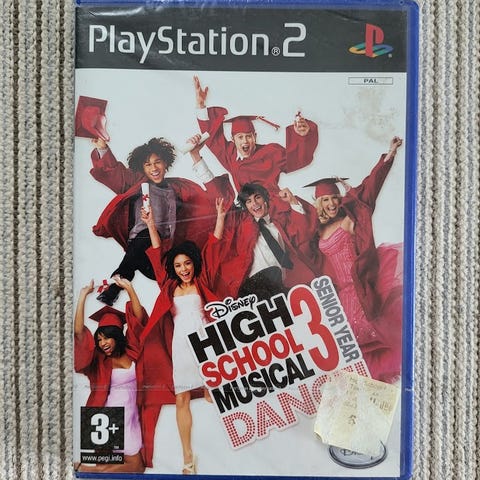 PlayStation®2
PAL
Disney
HIGH
SCHOOL
MUSICAL
3
SENIOR YEAR
3+
www.pegi.info